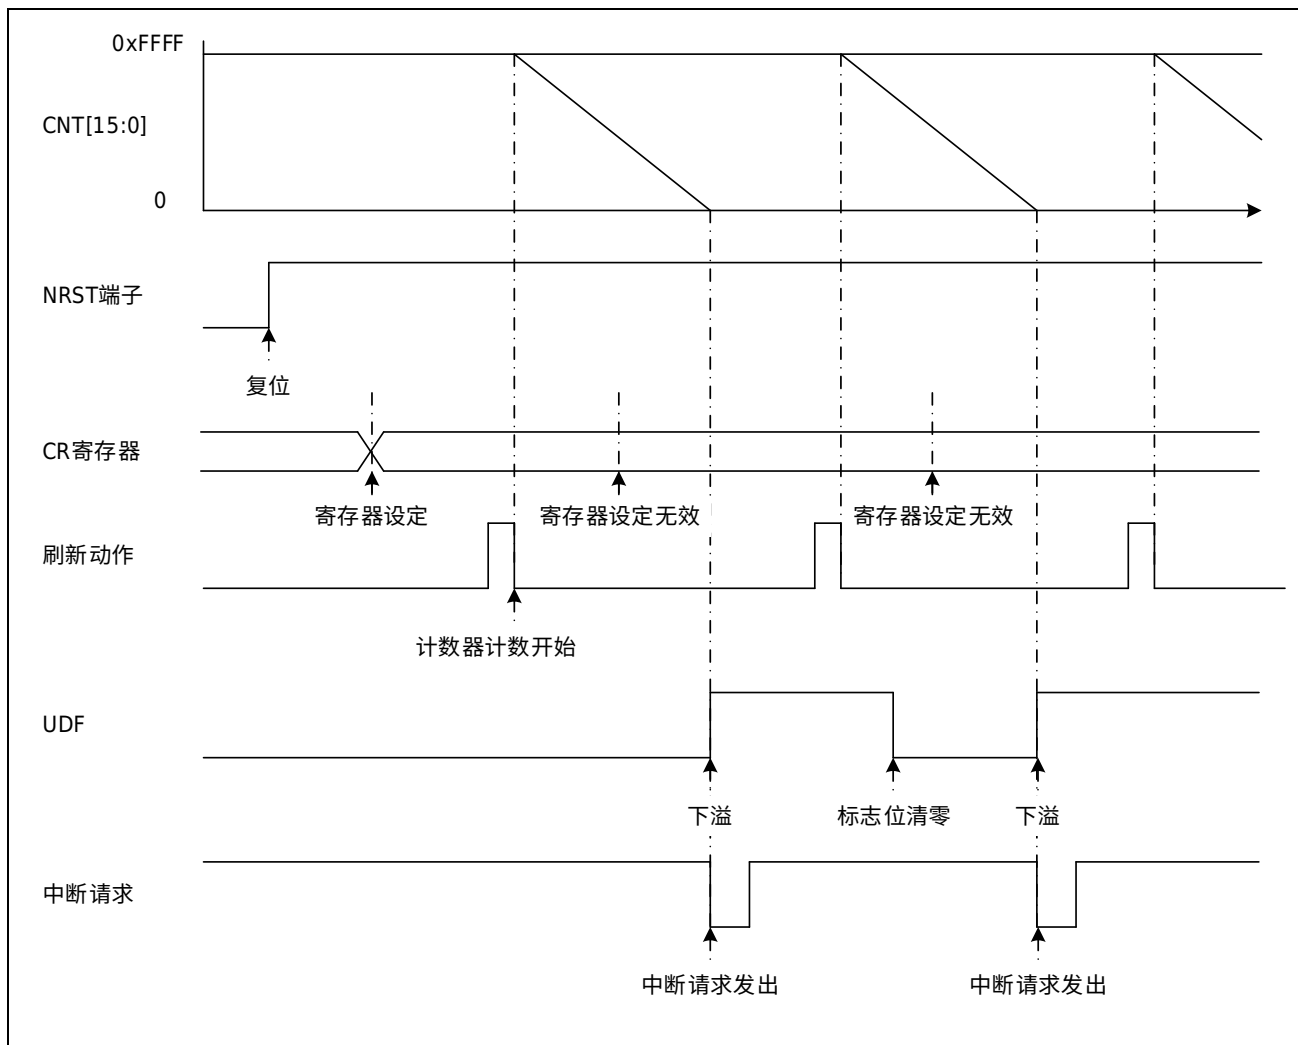 0xFFFF
CNT[15:0]
0
NRST端子
复位
CR寄存器
寄存器设定
寄存器设定无效
寄存器设定无效
刷新动作
计数器计数开始
UDF
下溢
标志位清零
下溢
中断请求
中断请求发出
中断请求发出